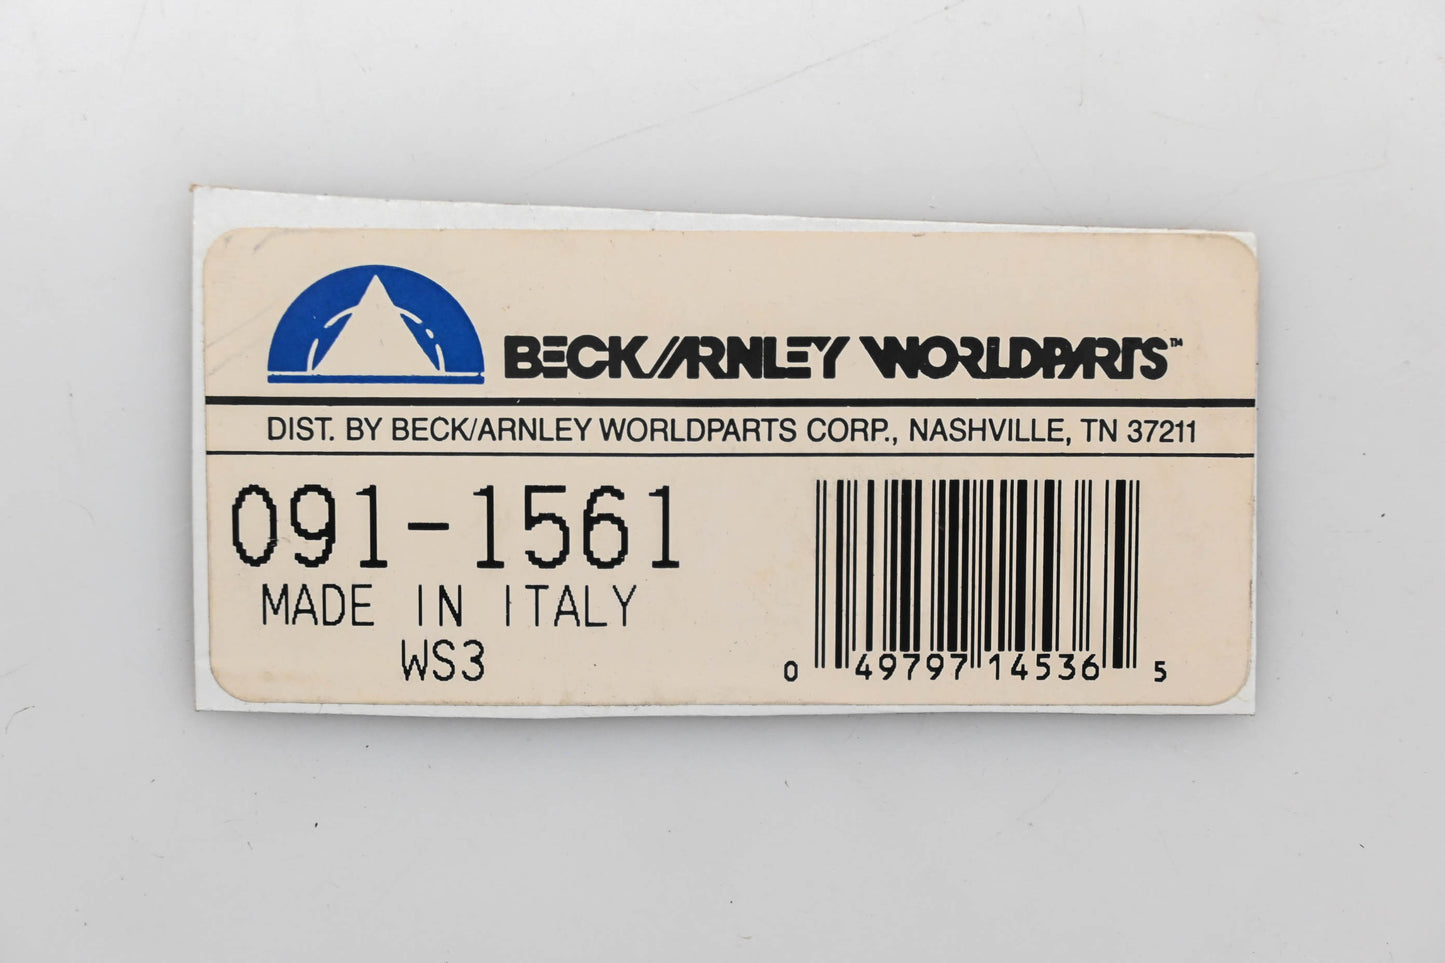 BECK/ARNLEY WORLDPARTS™
DIST. BY BECK/ARNLEY WORLDPARTS CORP., NASHVILLE, TN 37211
091-1561
MADE IN ITALY
WS3
0 49797 14536 5